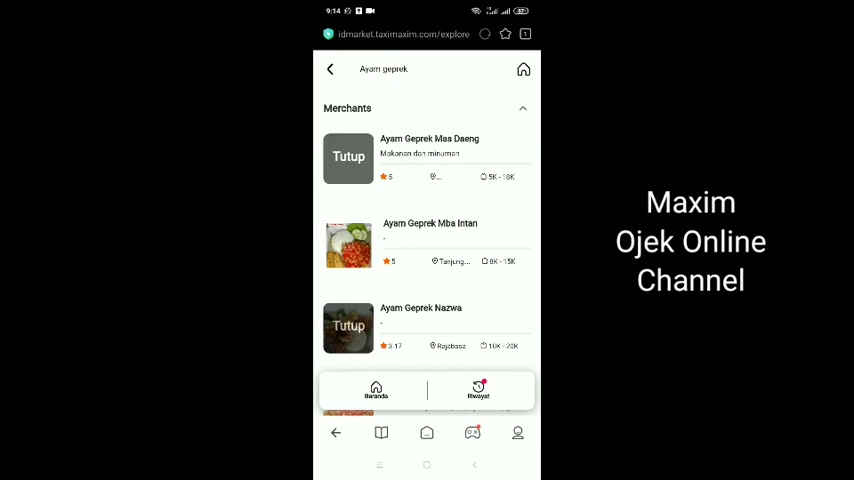 9:14
87
idmarket.taximaxim.com/explore
1
Ayam geprek
Merchants
Ayam Geprek Mas Daeng
Tutup
Makanan dan minuman
5
...
5K - 18K
Ayam Geprek Mba Intan
-
5
Tanjung...
8K - 15K
Ayam Geprek Nazwa
Tutup
-
3.17
Rajabasa
10K - 20K
Beranda
Riwayat
Maxim
Ojek Online
Channel